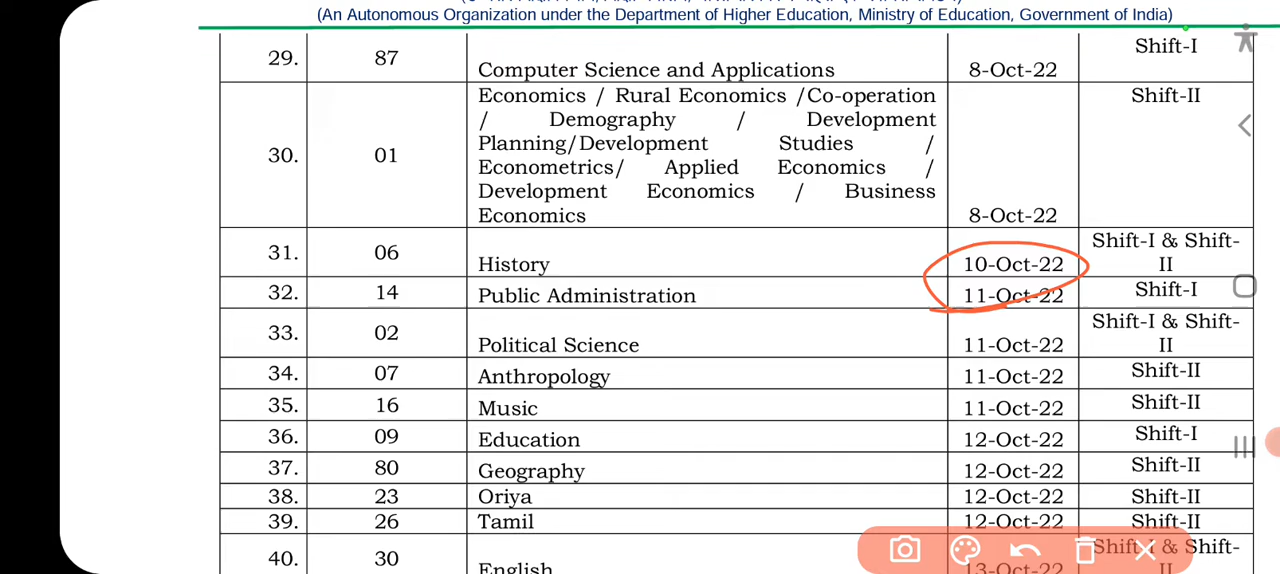 (An Autonomous Organization under the Department of Higher Education, Ministry of Education, Government of India)
29. 87 Computer Science and Applications 8-Oct-22 Shift-I
30. 01 Economics / Rural Economics /Co-operation
/ Demography / Development
Planning/Development Studies /
Econometrics/ Applied Economics /
Development Economics / Business
Economics 8-Oct-22 Shift-II
31. 06 History 10-Oct-22 Shift-I & Shift-
II
32. 14 Public Administration 11-Oct-22 Shift-I
33. 02 Political Science 11-Oct-22 Shift-I & Shift-
II
34. 07 Anthropology 11-Oct-22 Shift-II
35. 16 Music 11-Oct-22 Shift-II
36. 09 Education 12-Oct-22 Shift-I
37. 80 Geography 12-Oct-22 Shift-II
38. 23 Oriya 12-Oct-22 Shift-II
39. 26 Tamil 12-Oct-22 Shift-II
40. 30 English 13-Oct-22 Shift-I & Shift-
II